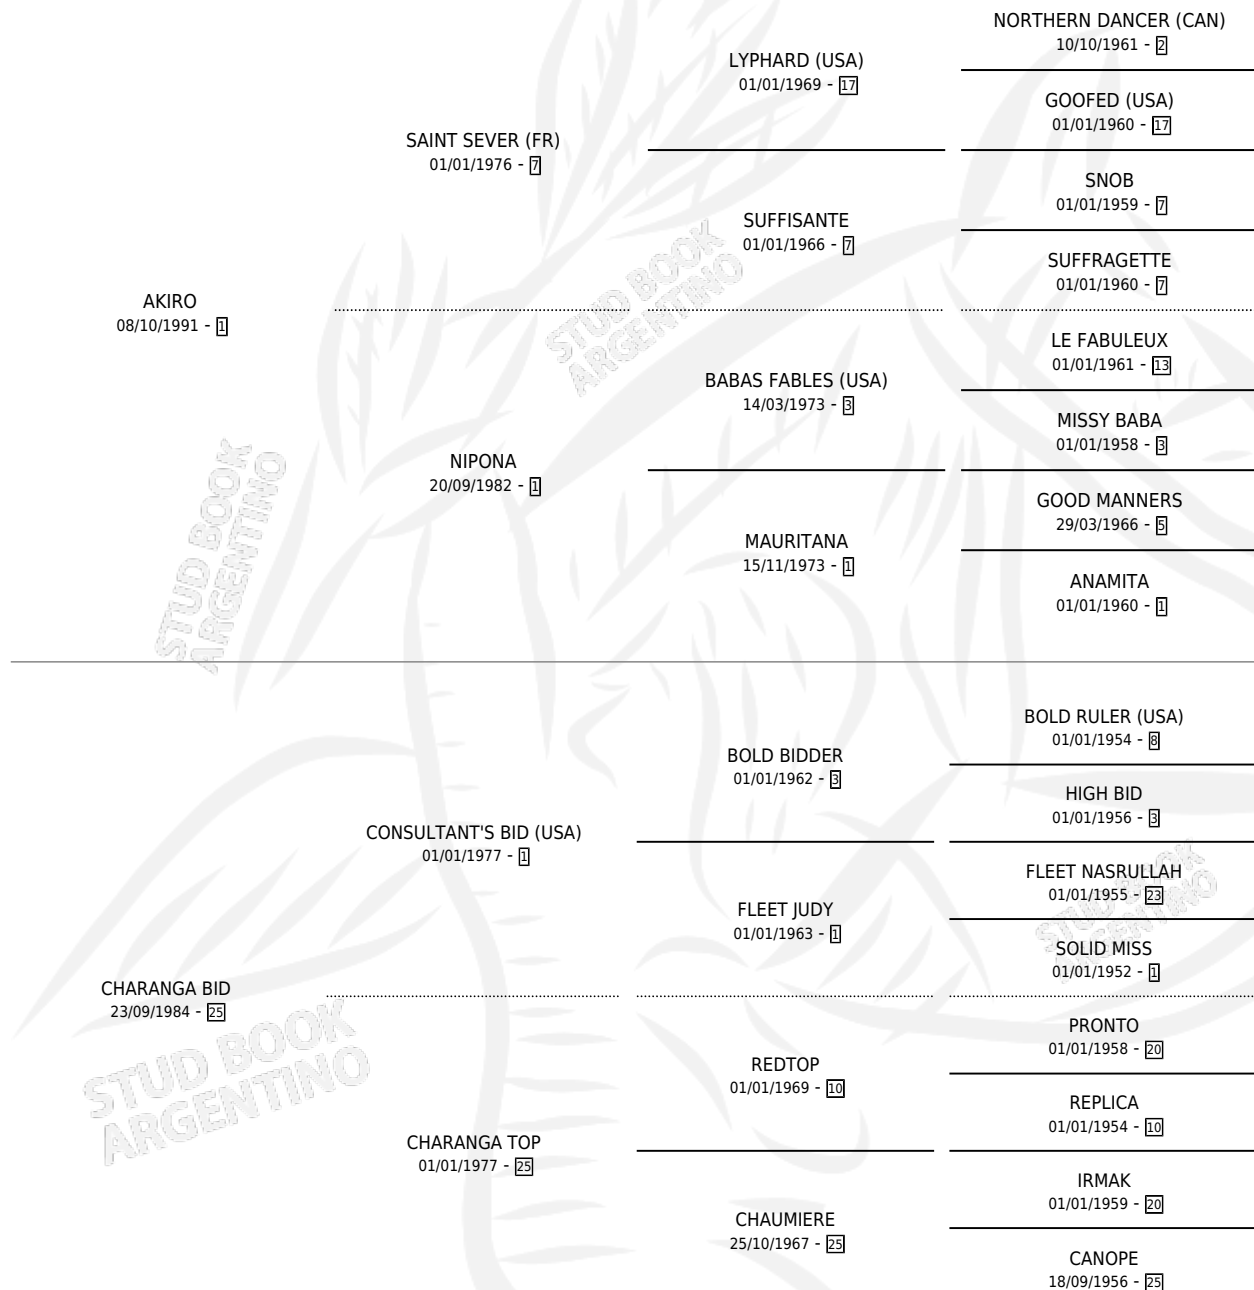 NORTHERN DANCER (CAN)
10/10/1961 - 2
LYPHARD (USA)
01/01/1969 - 17
GOOFED (USA)
01/01/1960 - 17
SAINT SEVER (FR)
01/01/1976 - 7
SNOB
01/01/1959 - 7
SUFFISANTE
01/01/1966 - 7
SUFFRAGETTE
01/01/1960 - 7
AKIRO
08/10/1991 - 1
LE FABULEUX
01/01/1961 - 13
BABAS FABLES (USA)
14/03/1973 - 3
MISSY BABA
01/01/1958 - 3
NIPONA
20/09/1982 - 1
GOOD MANNERS
29/03/1966 - 5
MAURITANA
15/11/1973 - 1
ANAMITA
01/01/1960 - 1
BOLD RULER (USA)
01/01/1954 - 8
BOLD BIDDER
01/01/1962 - 3
HIGH BID
01/01/1956 - 3
CONSULTANT'S BID (USA)
01/01/1977 - 1
FLEET NASRULLAH
01/01/1955 - 23
FLEET JUDY
01/01/1963 - 1
SOLID MISS
01/01/1952 - 1
CHARANGA BID
23/09/1984 - 25
PRONTO
01/01/1958 - 20
REDTOP
01/01/1969 - 10
REPLICA
01/01/1954 - 10
CHARANGA TOP
01/01/1977 - 25
IRMAK
01/01/1959 - 20
CHAUMIERE
25/10/1967 - 25
CANOPE
18/09/1956 - 25
STUD BOOK
ARGENTINO
STUD BOOK
ARGENTINO
STUD BOOK
ARGENTINO
STUD BOOK
ARGENTINO